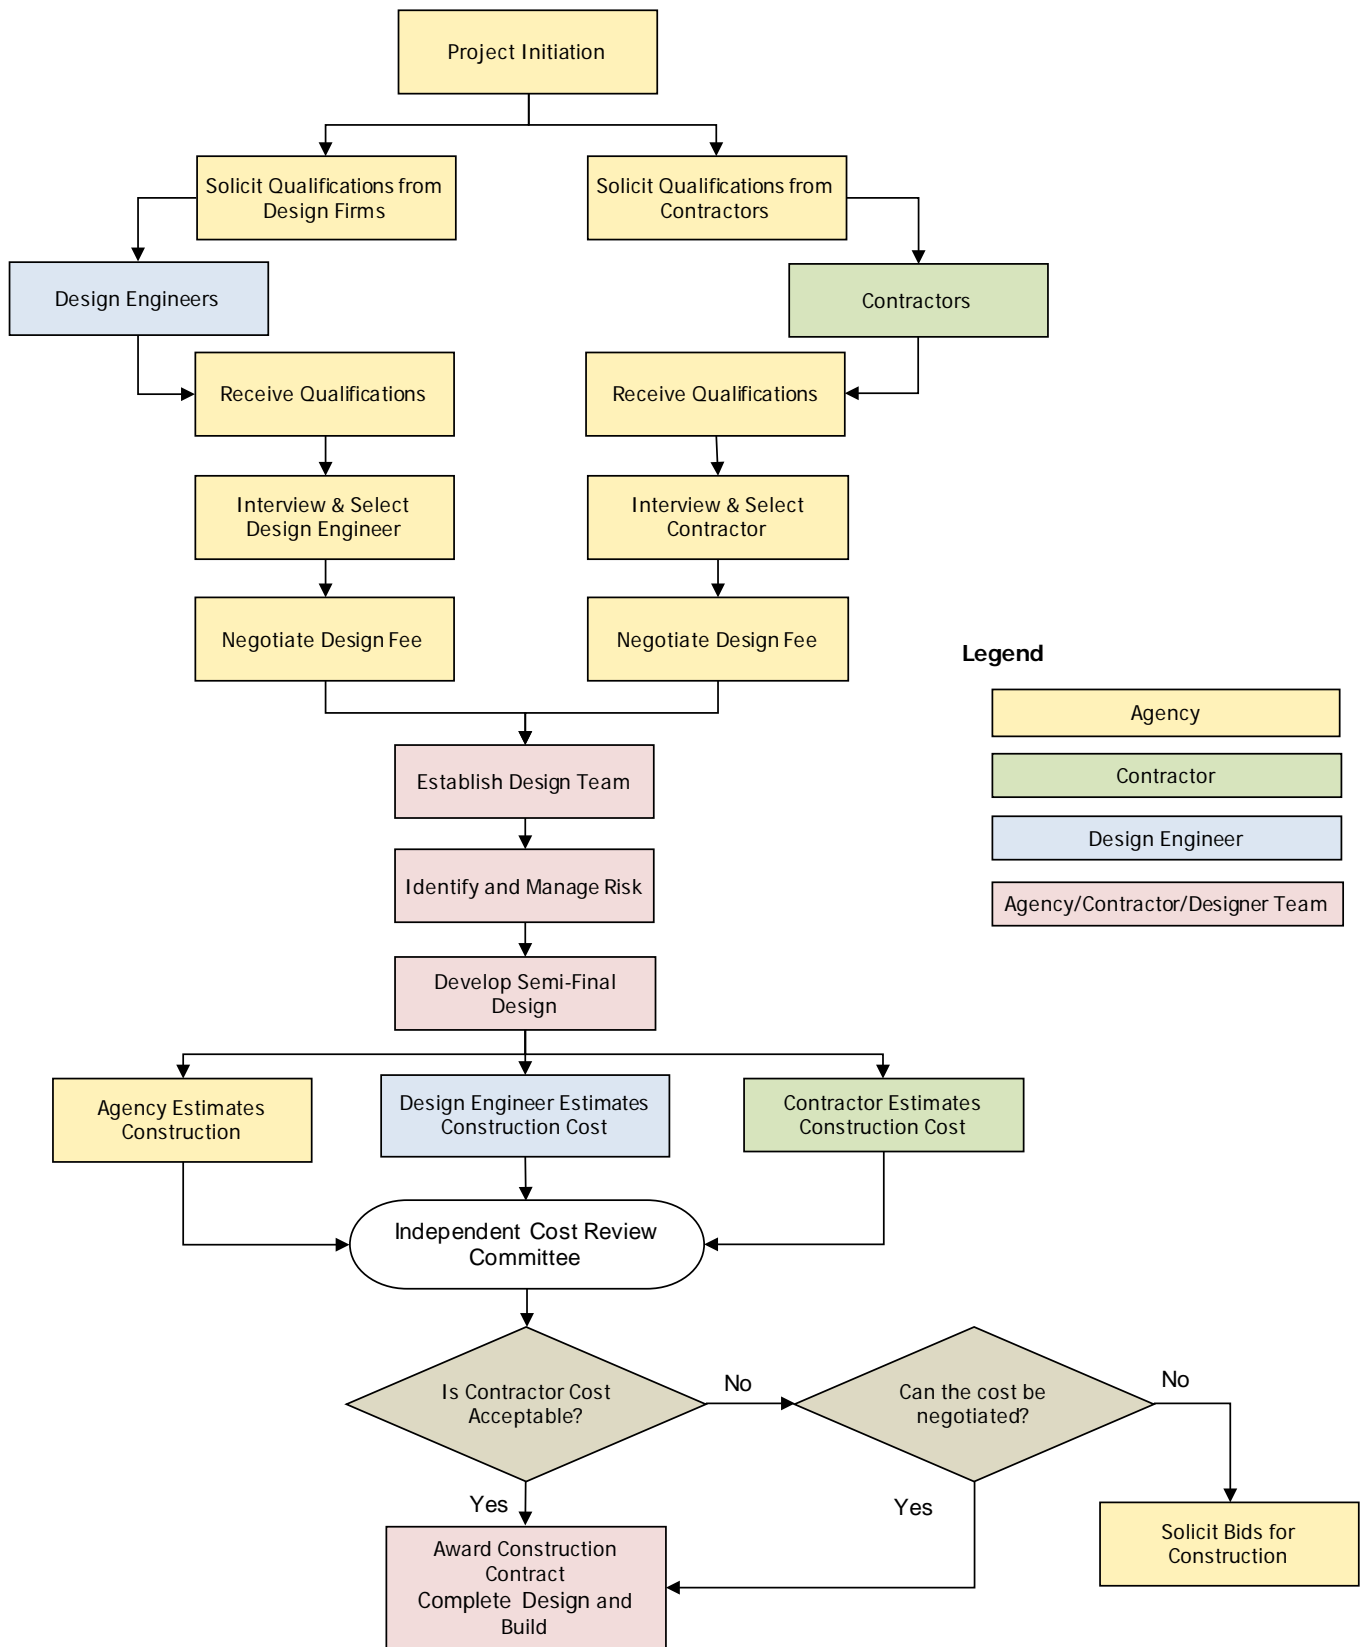 Project Initiation
Solicit Qualifications from
Design Firms
Solicit Qualifications from
Contractors
Design Engineers
Contractors
Receive Qualifications
Receive Qualifications
Interview & Select
Design Engineer
Interview & Select
Contractor
Negotiate Design Fee
Negotiate Design Fee
Legend
Agency
Contractor
Design Engineer
Agency/Contractor/Designer Team
Establish Design Team
Identify and Manage Risk
Develop Semi-Final
Design
Agency Estimates
Construction
Design Engineer Estimates
Construction Cost
Contractor Estimates
Construction Cost
Independent Cost Review
Committee
Is Contractor Cost
Acceptable?
No
Can the cost be
negotiated?
No
Yes
Yes
Award Construction
Contract
Complete Design and
Build
Solicit Bids for
Construction